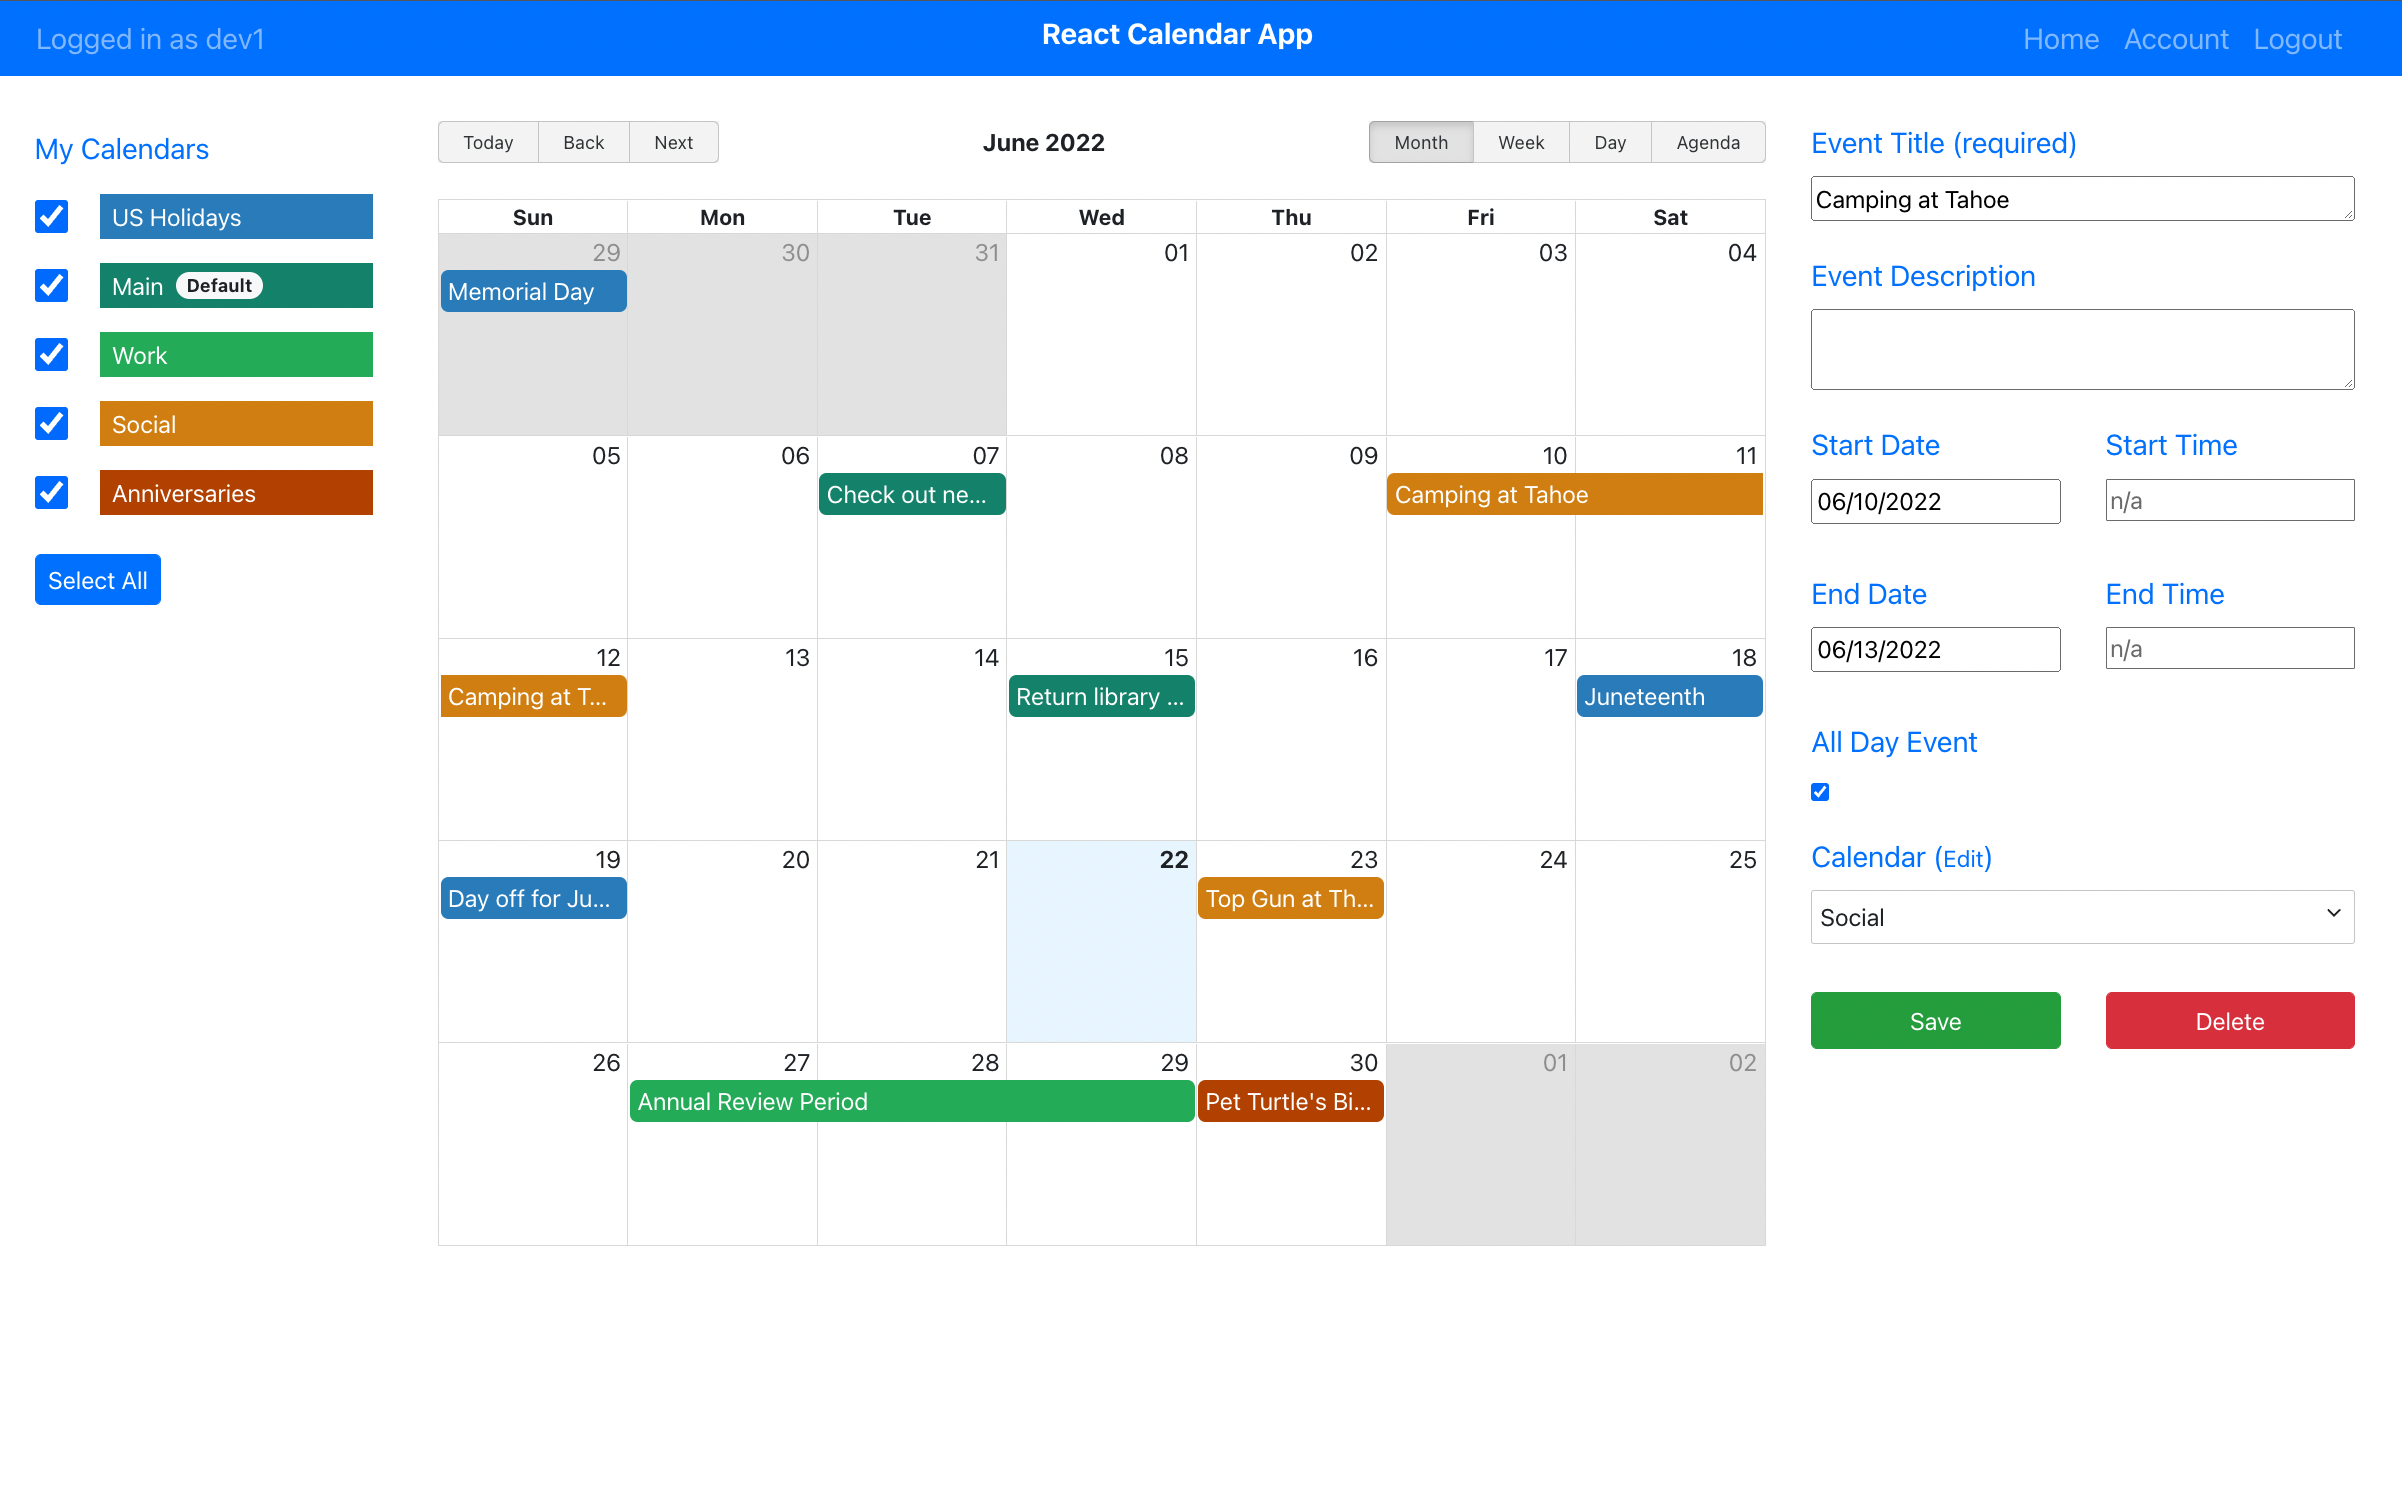 Logged in as dev1
React Calendar App
Home Account Logout
My Calendars
US Holidays
Main Default
Work
Social
Anniversaries
Select All
Today Back Next
June 2022
Month Week Day Agenda
Sun Mon Tue Wed Thu Fri Sat
29 30 31 01 02 03 04
Memorial Day
05 06 07 08 09 10 11
Check out ne... Camping at Tahoe
12 13 14 15 16 17 18
Camping at T... Return library ... Juneteenth
19 20 21 22 23 24 25
Day off for Ju... Top Gun at Th...
26 27 28 29 30 01 02
Annual Review Period Pet Turtle's Bi...
Event Title (required)
Camping at Tahoe
Event Description
Start Date Start Time
06/10/2022 n/a
End Date End Time
06/13/2022 n/a
All Day Event
Calendar (Edit)
Social
Save Delete